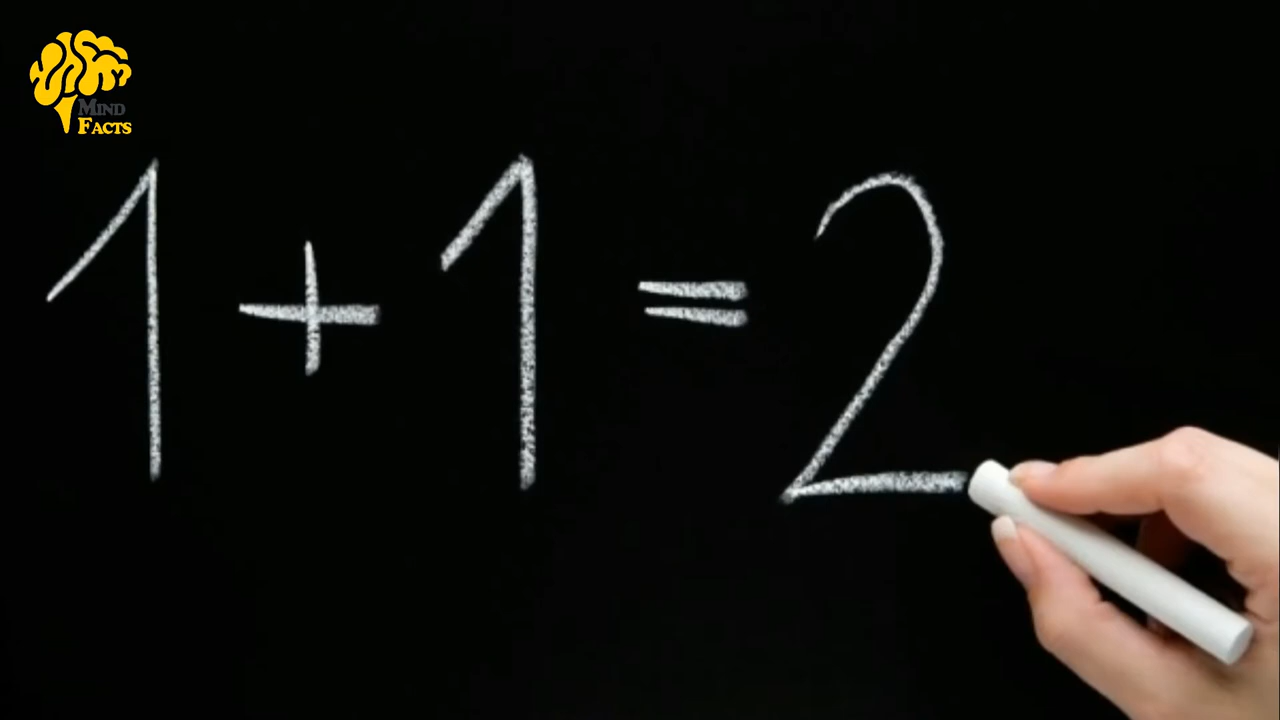 MIND
FACTS
1 + 1 = 2